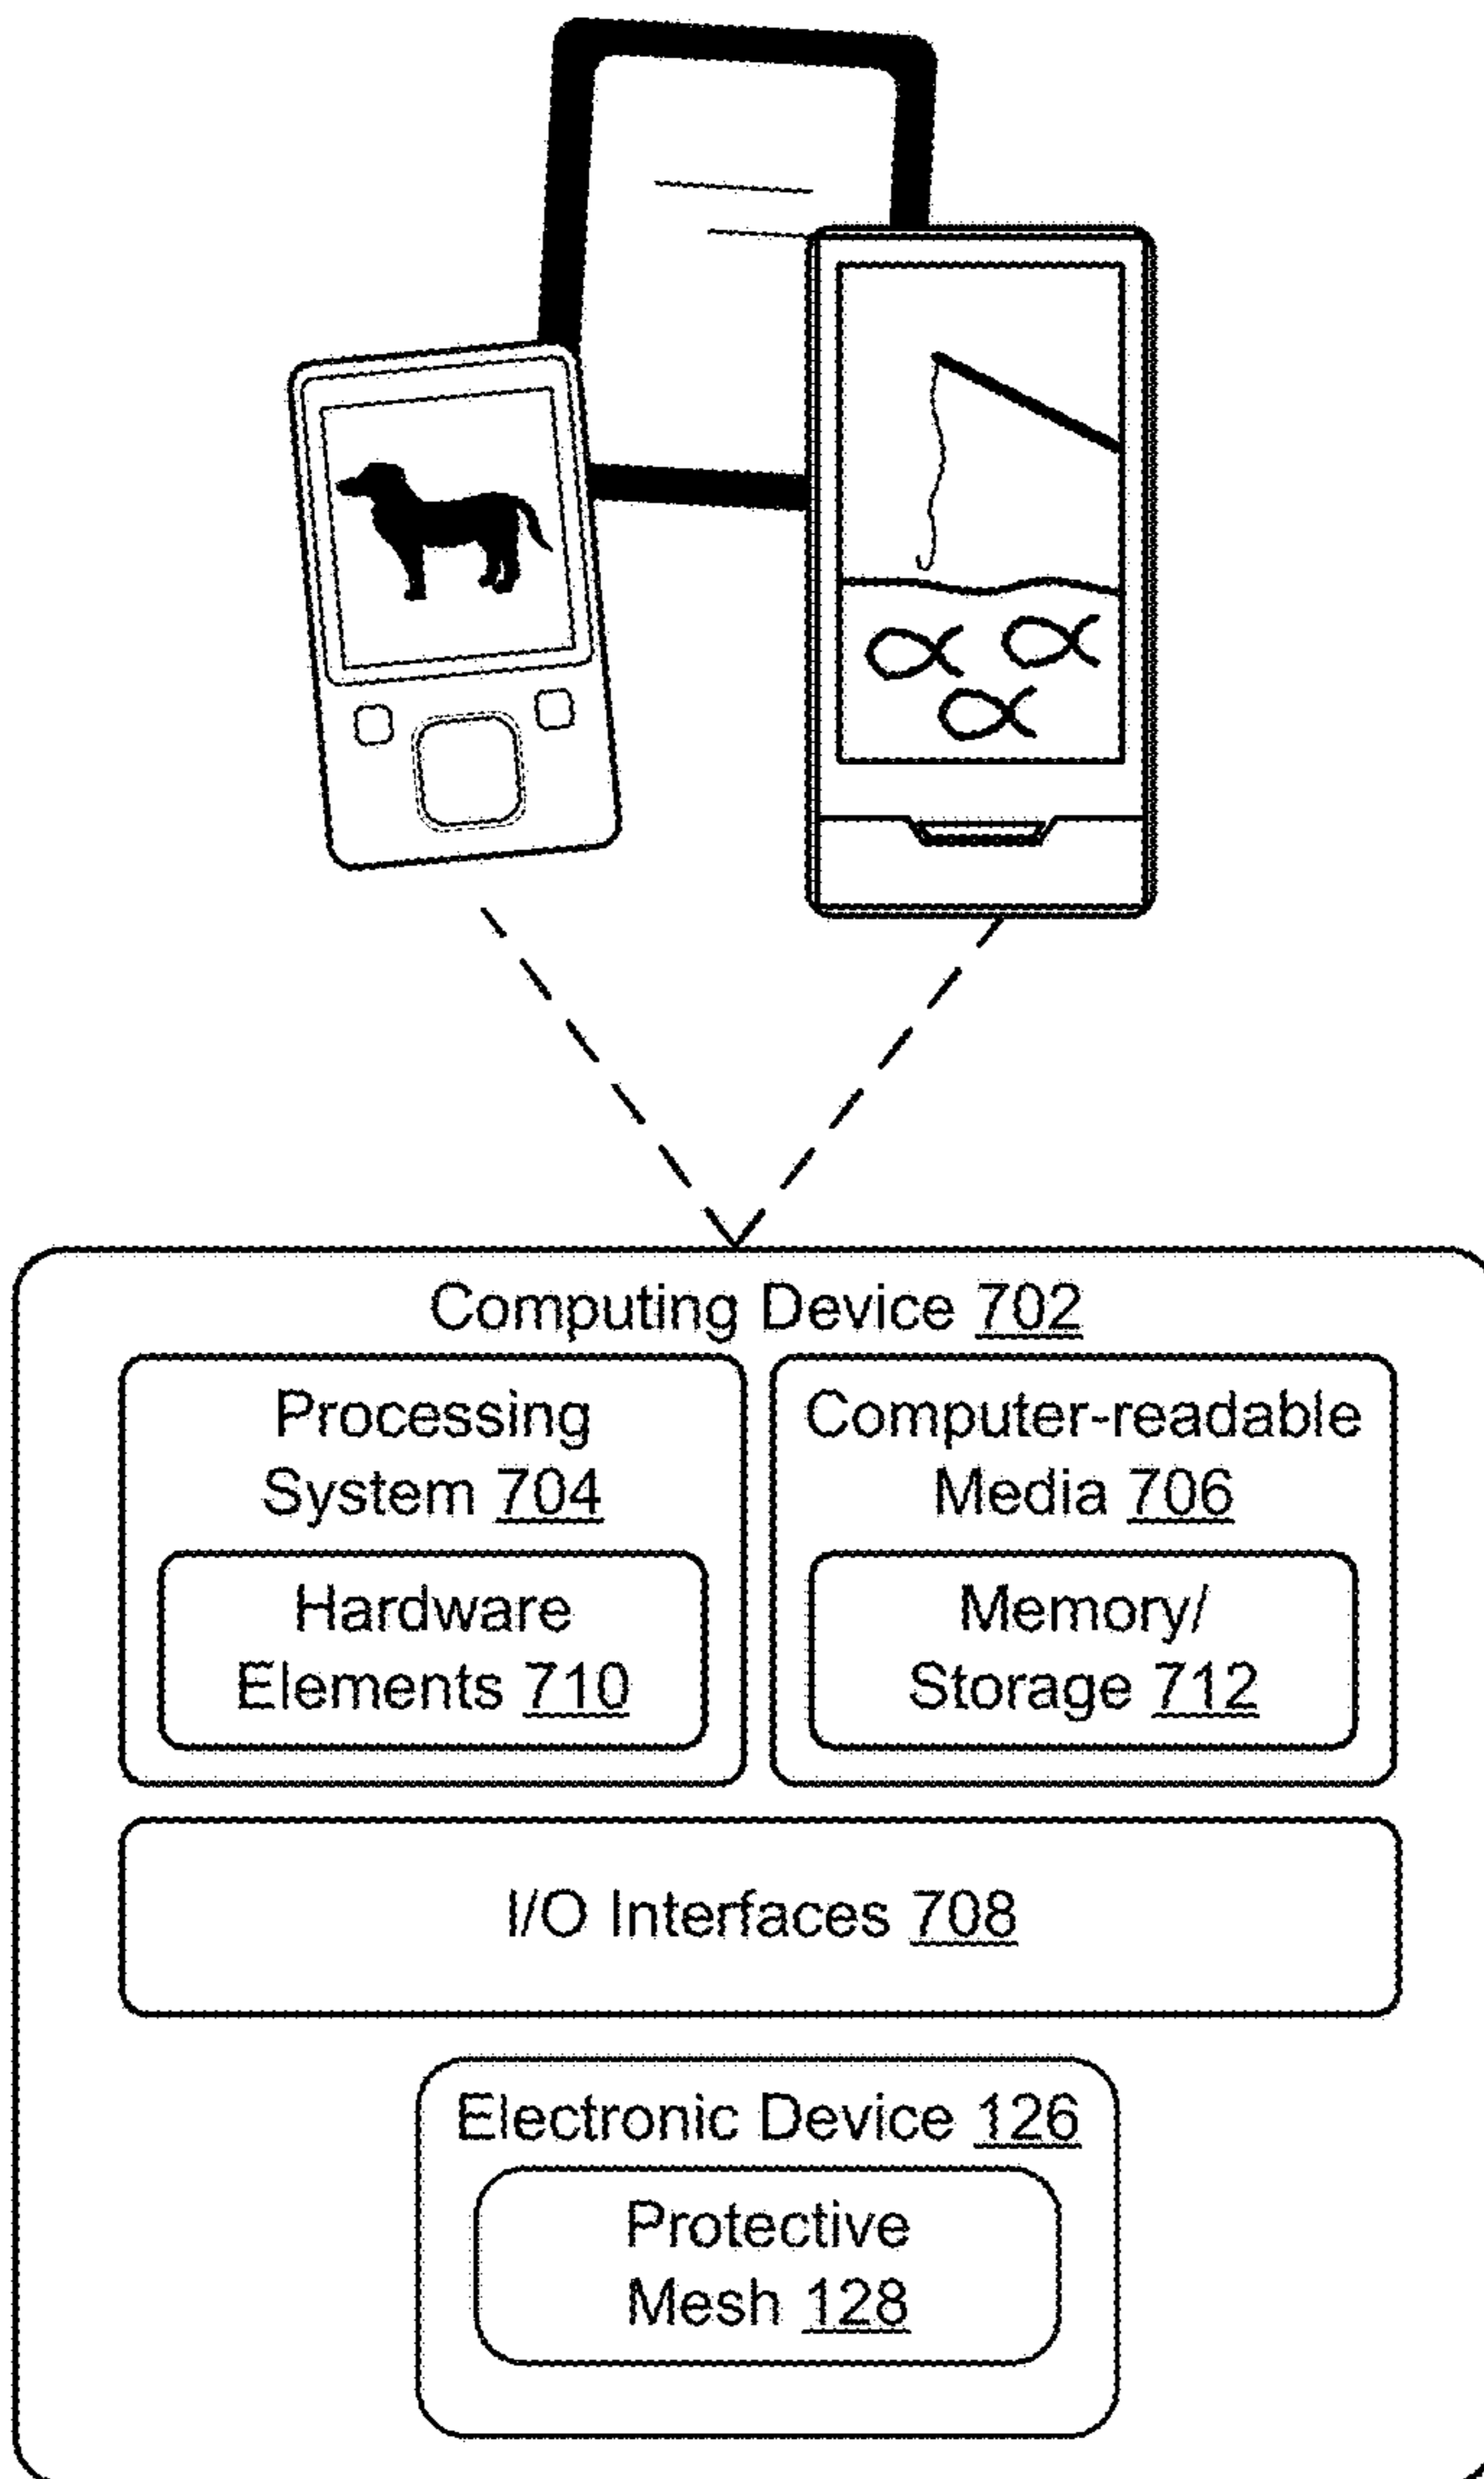 Computing Device 702
Processing
System 704
Hardware
Elements 710
Computer-readable
Media 706
Memory/
Storage 712
I/O Interfaces 708
Electronic Device 126
Protective
Mesh 128